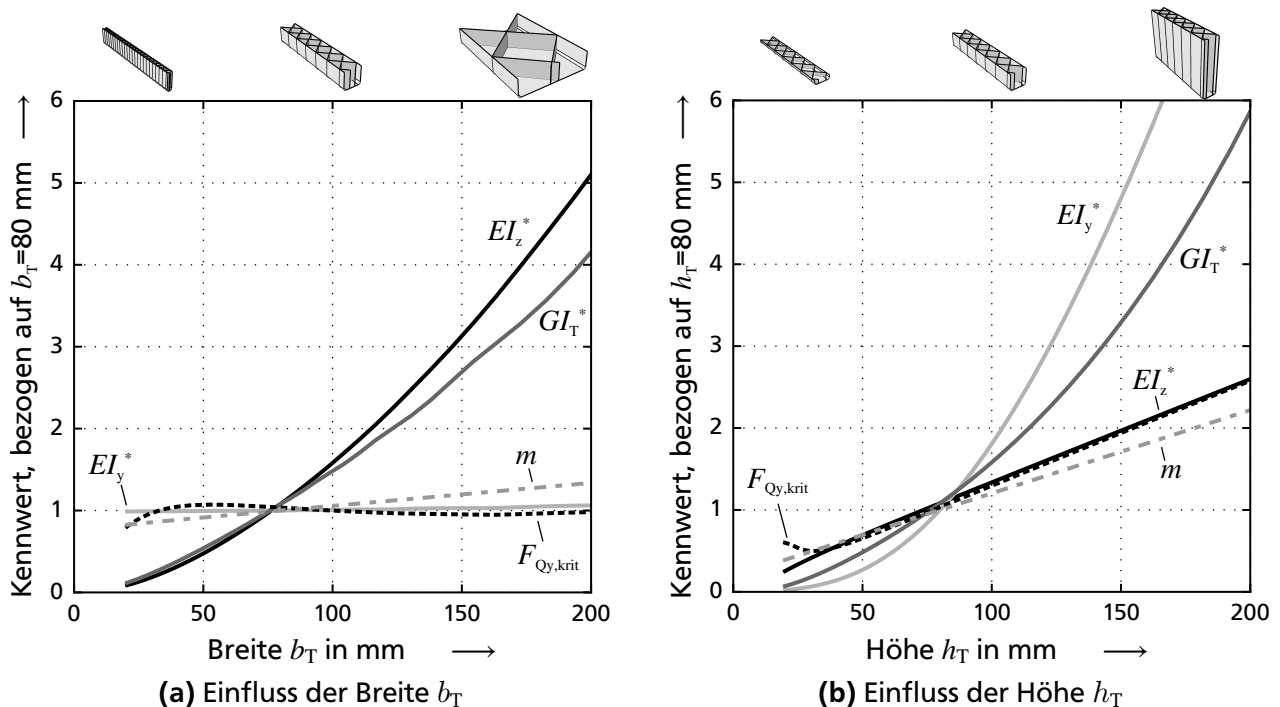 Kennwert, bezogen auf b_T=80 mm
6
5
4
3
2
1
0
EI_z^*
GI_T^*
EI_y^*
m
F_Qy,krit
0 50 100 150 200
Breite b_T in mm
(a) Einfluss der Breite b_T
Kennwert, bezogen auf h_T=80 mm
6
5
4
3
2
1
0
EI_y^*
GI_T^*
EI_z^*
m
F_Qy,krit
0 50 100 150 200
Höhe h_T in mm
(b) Einfluss der Höhe h_T